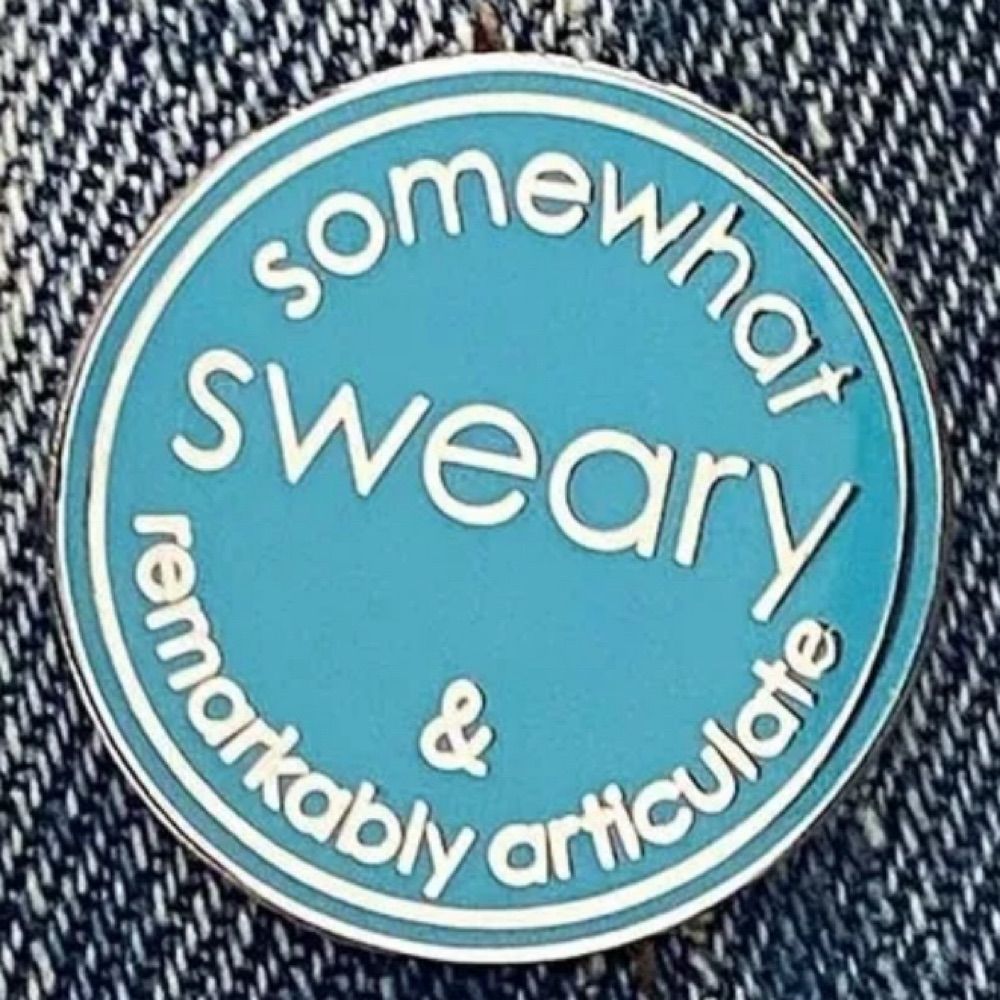 somewhat
sweary
&
remarkably articulate